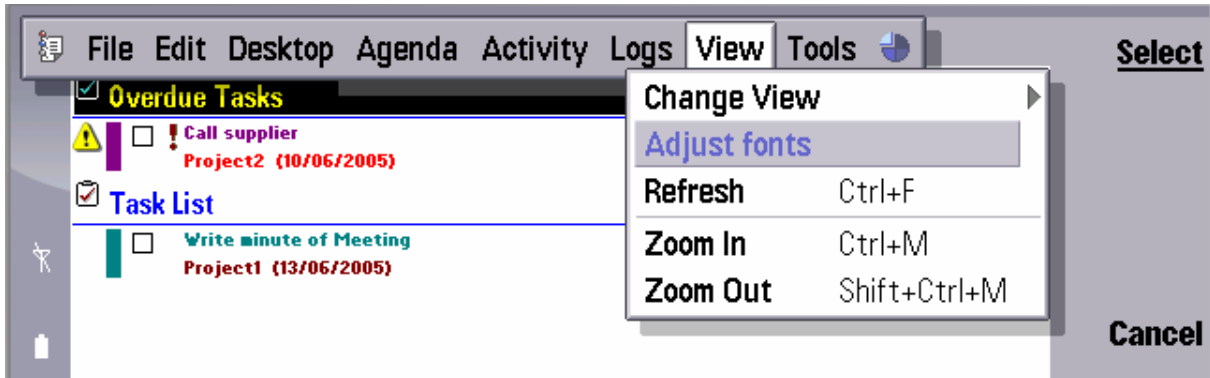 File Edit Desktop Agenda Activity Logs View Tools
Select
Overdue Tasks
Change View
Call supplier
Adjust fonts
Project2 (10/06/2005)
Refresh Ctrl+F
Task List
Write minute of Meeting
Zoom In Ctrl+M
Project1 (13/06/2005)
Zoom Out Shift+Ctrl+M
Cancel